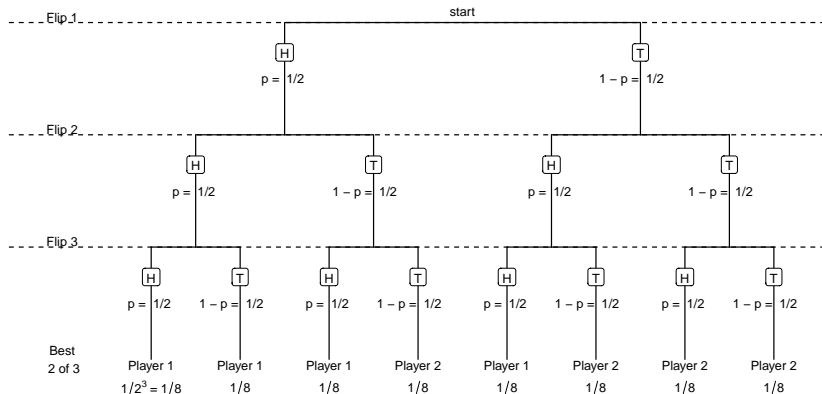 start
Flip 1
H T
p = 1/2 1 − p = 1/2
Flip 2
H T H T
p = 1/2 1 − p = 1/2 p = 1/2 1 − p = 1/2
Flip 3
H T H T H T H T
p = 1/2 1 − p = 1/2 p = 1/2 1 − p = 1/2 p = 1/2 1 − p = 1/2 p = 1/2 1 − p = 1/2
Best
2 of 3
Player 1 Player 1 Player 1 Player 2 Player 1 Player 2 Player 2 Player 2
1/2³ = 1/8 1/8 1/8 1/8 1/8 1/8 1/8 1/8